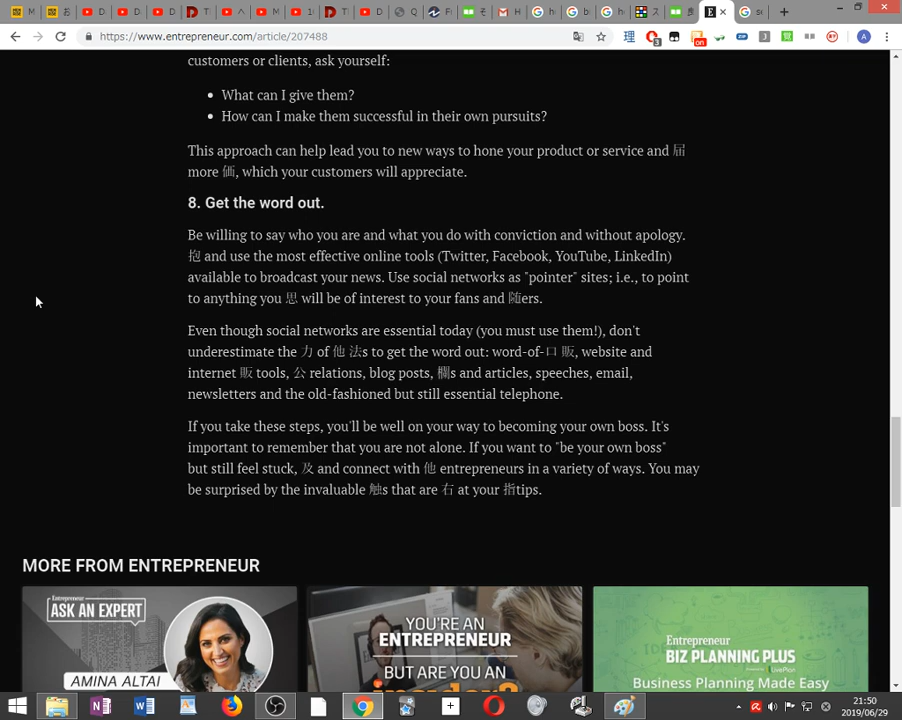 https://www.entrepreneur.com/article/207488
customers or clients, ask yourself:
What can I give them?
How can I make them successful in their own pursuits?
This approach can help lead you to new ways to hone your product or service and 届
more 価, which your customers will appreciate.
8. Get the word out.
Be willing to say who you are and what you do with conviction and without apology.
抱 and use the most effective online tools (Twitter, Facebook, YouTube, LinkedIn)
available to broadcast your news. Use social networks as "pointer" sites; i.e., to point
to anything you 思 will be of interest to your fans and 随ers.
Even though social networks are essential today (you must use them!), don't
underestimate the 力 of 他 法s to get the word out: word-of-口 販, website and
internet 販 tools, 公 relations, blog posts, 欄s and articles, speeches, email,
newsletters and the old-fashioned but still essential telephone.
If you take these steps, you'll be well on your way to becoming your own boss. It's
important to remember that you are not alone. If you want to "be your own boss"
but still feel stuck, 及 and connect with 他 entrepreneurs in a variety of ways. You may
be surprised by the invaluable 触s that are 右 at your 指tips.
MORE FROM ENTREPRENEUR
Entrepreneur
ASK AN EXPERT
AMINA ALTAI
YOU'RE AN
ENTREPRENEUR
BUT ARE YOU AN
Entrepreneur
BIZ PLANNING PLUS
Business Planning Made Easy
21:50
2019/06/29